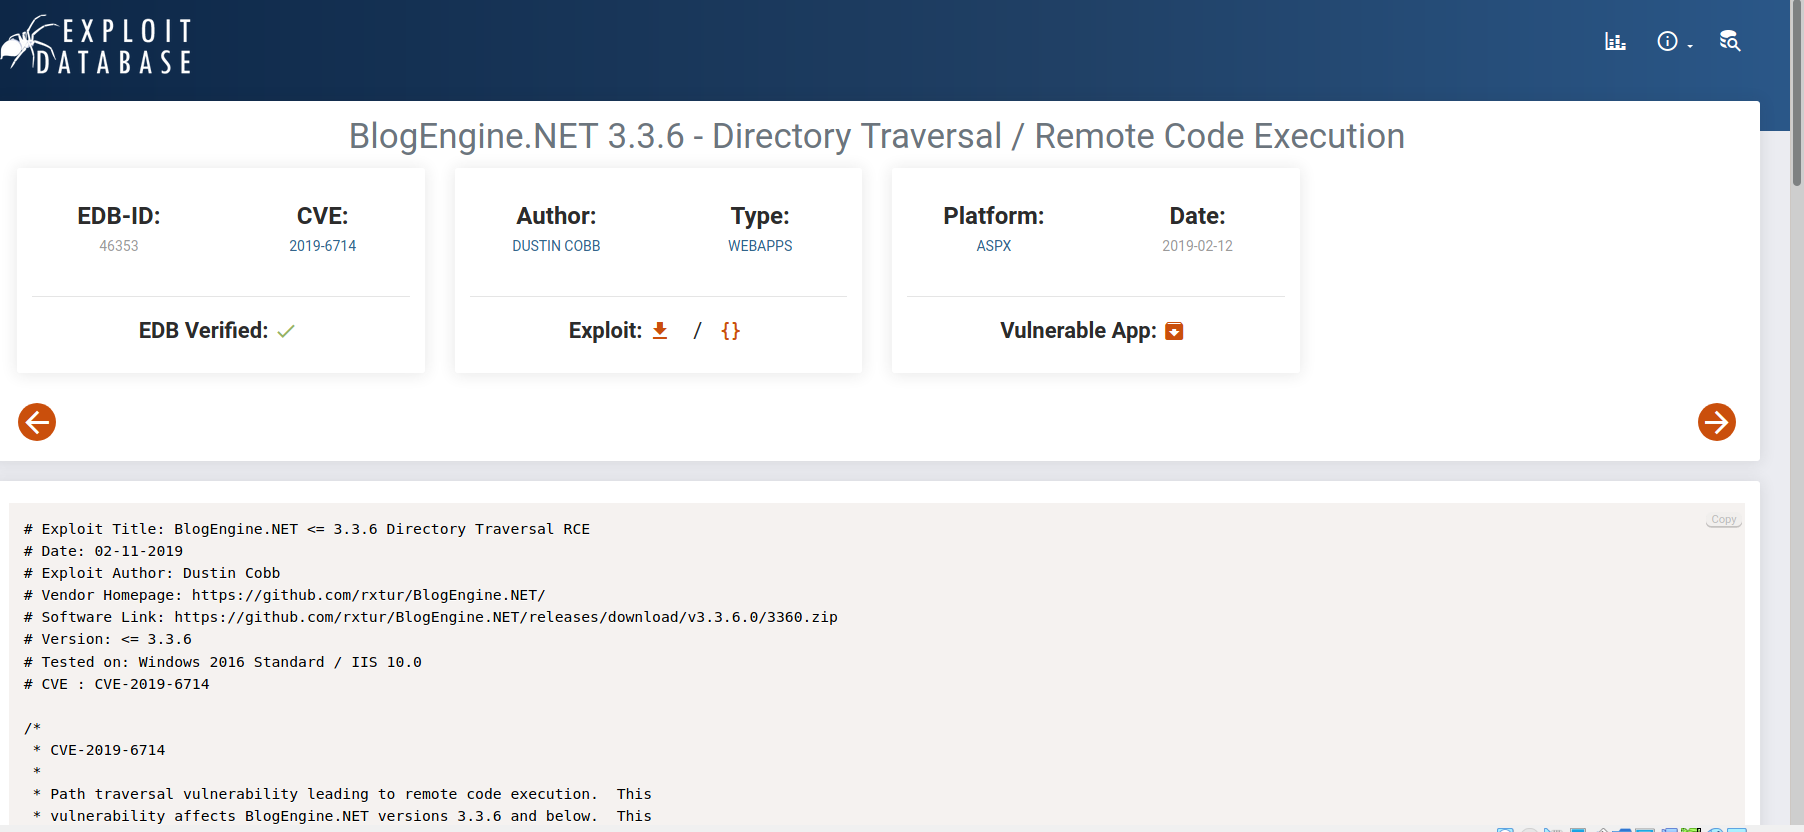 EXPLOIT
DATABASE
BlogEngine.NET 3.3.6 - Directory Traversal / Remote Code Execution
EDB-ID:
46353
CVE:
2019-6714
EDB Verified:
Author:
DUSTIN COBB
Type:
WEBAPPS
Exploit: / {}
Platform:
ASPX
Date:
2019-02-12
Vulnerable App:
Copy
# Exploit Title: BlogEngine.NET <= 3.3.6 Directory Traversal RCE
# Date: 02-11-2019
# Exploit Author: Dustin Cobb
# Vendor Homepage: https://github.com/rxtur/BlogEngine.NET/
# Software Link: https://github.com/rxtur/BlogEngine.NET/releases/download/v3.3.6.0/3360.zip
# Version: <= 3.3.6
# Tested on: Windows 2016 Standard / IIS 10.0
# CVE : CVE-2019-6714
/*
 * CVE-2019-6714
 *
 * Path traversal vulnerability leading to remote code execution.  This
 * vulnerability affects BlogEngine.NET versions 3.3.6 and below.  This